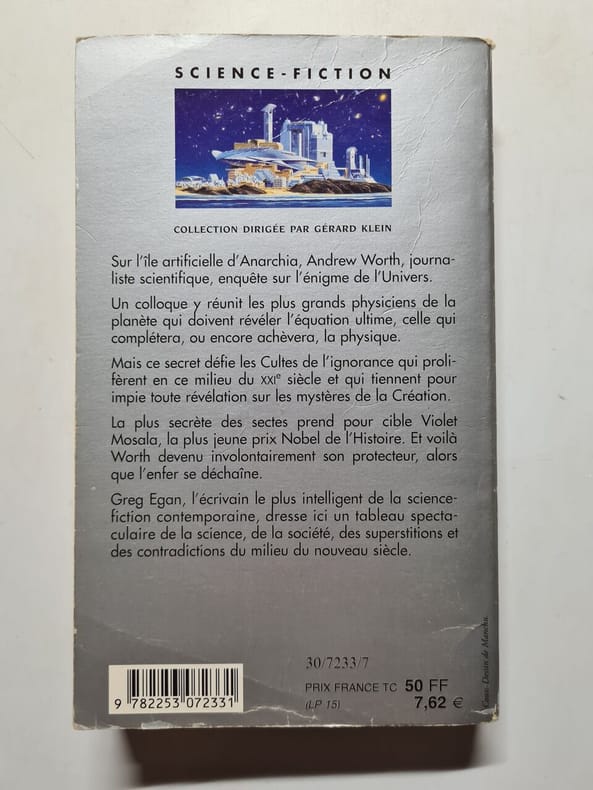 SCIENCE-FICTION
COLLECTION DIRIGÉE PAR GÉRARD KLEIN
Sur l'île artificielle d'Anarchia, Andrew Worth, journa-
liste scientifique, enquête sur l'énigme de l'Univers.
Un colloque y réunit les plus grands physiciens de la
planète qui doivent révéler l'équation ultime, celle qui
complétera, ou encore achèvera, la physique.
Mais ce secret défie les Cultes de l'ignorance qui proli-
fèrent en ce milieu du XXIe siècle et qui tiennent pour
impie toute révélation sur les mystères de la Création.
La plus secrète des sectes prend pour cible Violet
Mosala, la plus jeune prix Nobel de l'Histoire. Et voilà
Worth devenu involontairement son protecteur, alors
que l'enfer se déchaîne.
Greg Egan, l'écrivain le plus intelligent de la science-
fiction contemporaine, dresse ici un tableau specta-
culaire de la science, de la société, des superstitions et
des contradictions du milieu du nouveau siècle.
30/7233/7
PRIX FRANCE TC 50 FF
(LP 15) 7,62 €
9 782253 072331
Couv. Dessin de Manchu.